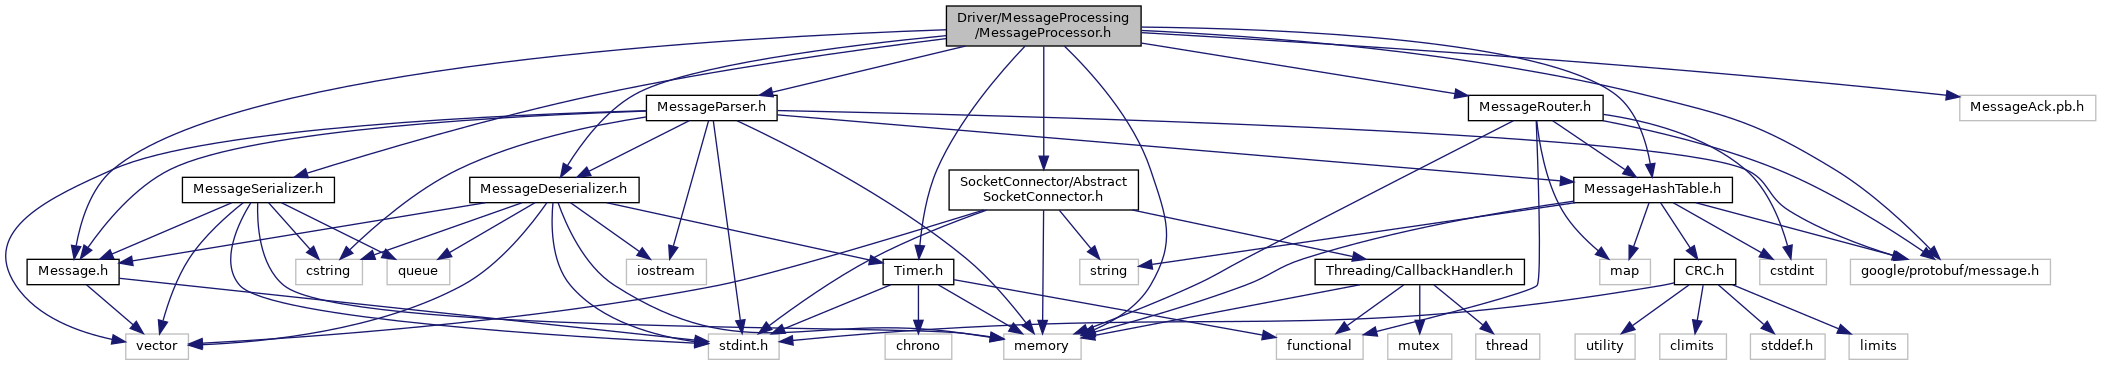 Driver/MessageProcessing
/MessageProcessor.h
MessageParser.h
MessageRouter.h
MessageAck.pb.h
MessageSerializer.h
MessageDeserializer.h
SocketConnector/Abstract
SocketConnector.h
MessageHashTable.h
Message.h
cstring
queue
iostream
Timer.h
string
Threading/CallbackHandler.h
map
CRC.h
cstdint
google/protobuf/message.h
vector
stdint.h
chrono
memory
functional
mutex
thread
utility
climits
stddef.h
limits